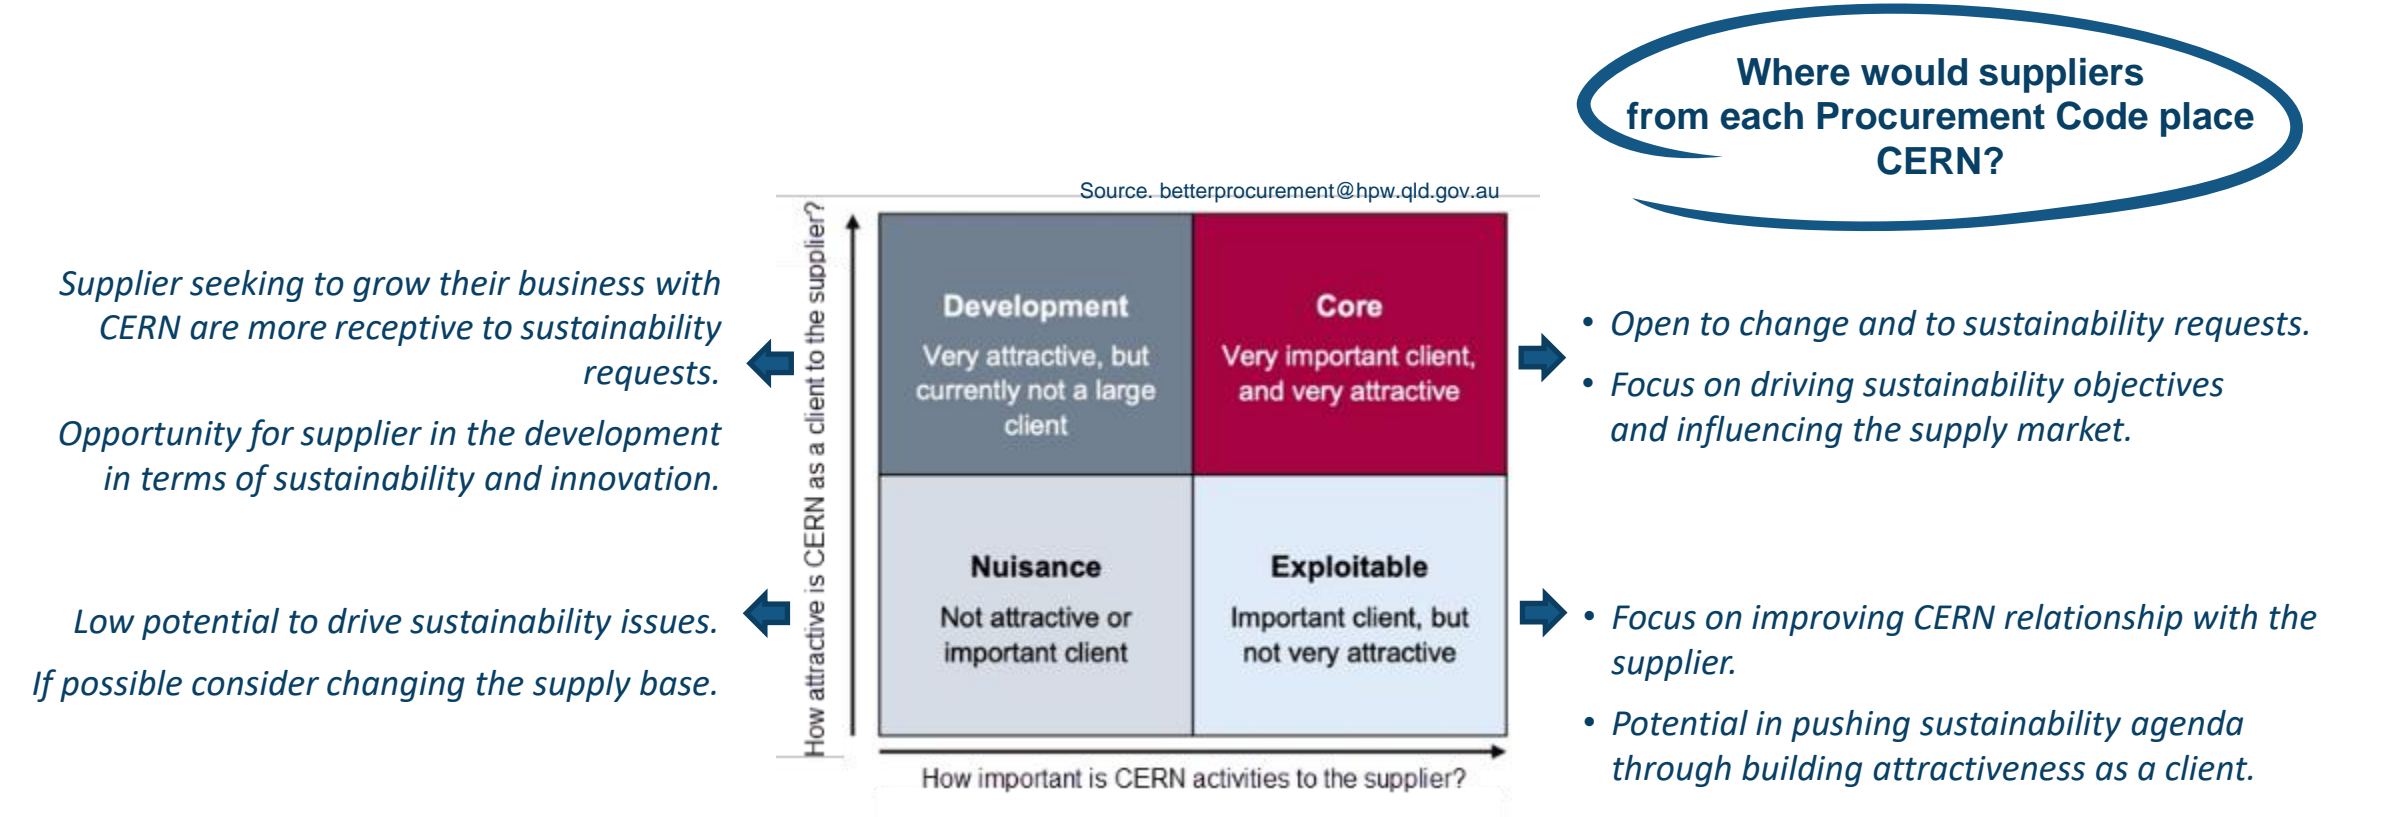 Where would suppliers
from each Procurement Code place
CERN?
Source. betterprocurement@hpw.qld.gov.au
Supplier seeking to grow their business with
CERN are more receptive to sustainability
requests.
Opportunity for supplier in the development
in terms of sustainability and innovation.
Low potential to drive sustainability issues.
If possible consider changing the supply base.
How attractive is CERN as a client to the supplier?
Development
Very attractive, but
currently not a large
client
Core
Very important client,
and very attractive
Nuisance
Not attractive or
important client
Exploitable
Important client, but
not very attractive
How important is CERN activities to the supplier?
• Open to change and to sustainability requests.
• Focus on driving sustainability objectives
and influencing the supply market.
• Focus on improving CERN relationship with the
supplier.
• Potential in pushing sustainability agenda
through building attractiveness as a client.